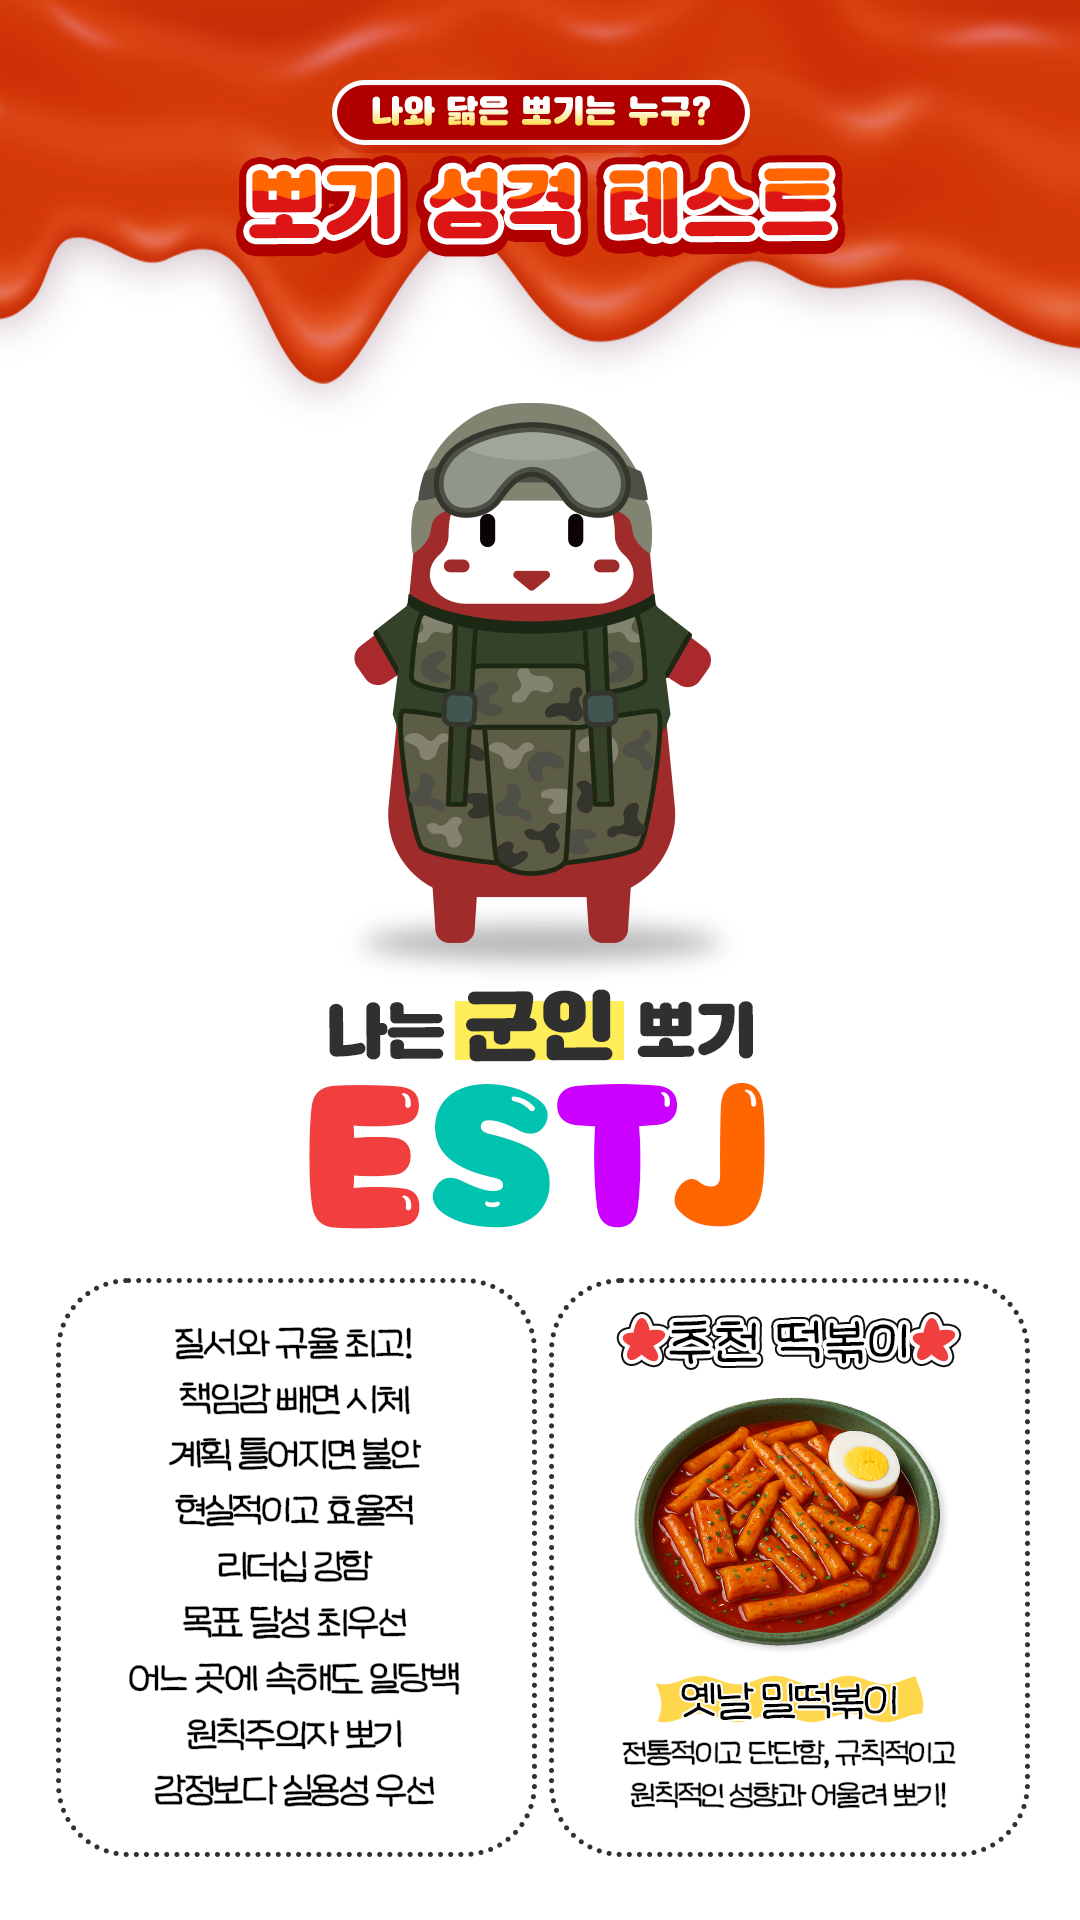 나와 닮은 뽀기는 누구?
뽀기 성격 테스트
나는 군인 뽀기
ESTJ
질서와 규율 최고!
책임감 빼면 시체
계획 틀어지면 불안
현실적이고 효율적
리더십 강함
목표 달성 최우선
어느 곳에 속해도 일당백
원칙주의자 뽀기
감정보다 실용성 우선
추천 떡볶이
옛날 밀떡볶이
전통적이고 단단함, 규칙적이고
원칙적인 성향과 어울려 뽀기!